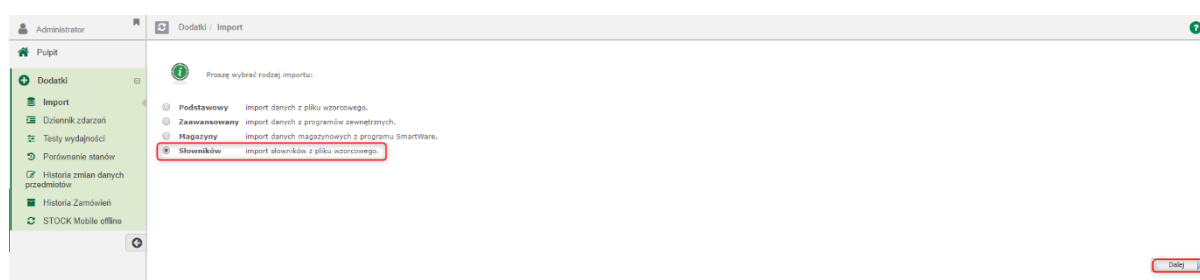 Administrator
Dodatki / Import
?
Pulpit
Dodatki
Import
Dziennik zdarzeń
Testy wydajności
Porównanie stanów
Historia zmian danych
przedmiotów
Historia Zamówień
STOCK Mobile offline
Proszę wybrać rodzaj importu:
Podstawowy import danych z pliku wzorcowego.
Zaawansowany import danych z programów zewnętrznych.
Magazyny import danych magazynowych z programu SmartWare.
Słowników import słowników z pliku wzorcowego.
Dalej